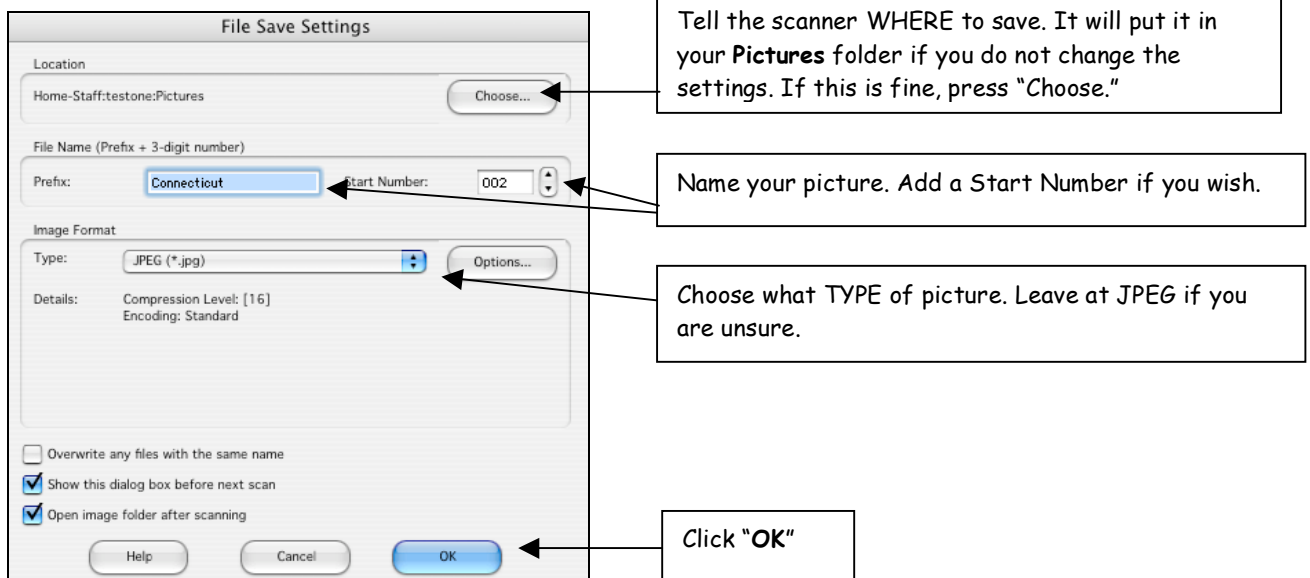 File Save Settings
Location
Home-Staff:testone:Pictures
Choose...
File Name (Prefix + 3-digit number)
Prefix: Connecticut Start Number: 002
Image Format
Type: JPEG (*.jpg) Options...
Details: Compression Level: [16]
Encoding: Standard
Overwrite any files with the same name
Show this dialog box before next scan
Open image folder after scanning
Help Cancel OK
Tell the scanner WHERE to save. It will put it in
your Pictures folder if you do not change the
settings. If this is fine, press “Choose.”
Name your picture. Add a Start Number if you wish.
Choose what TYPE of picture. Leave at JPEG if you
are unsure.
Click “OK”